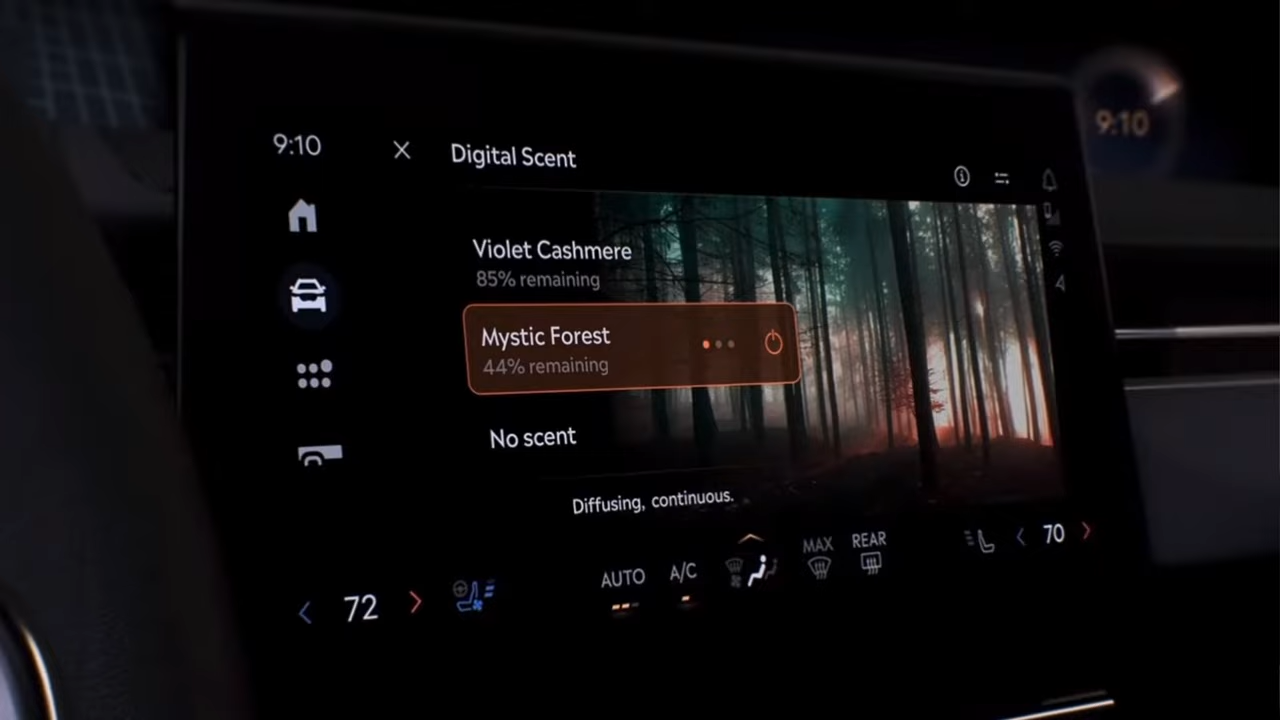 9:10
Digital Scent
9:10
Violet Cashmere
85% remaining
Mystic Forest
44% remaining
No scent
Diffusing, continuous.
72
AUTO
A/C
MAX
REAR
70